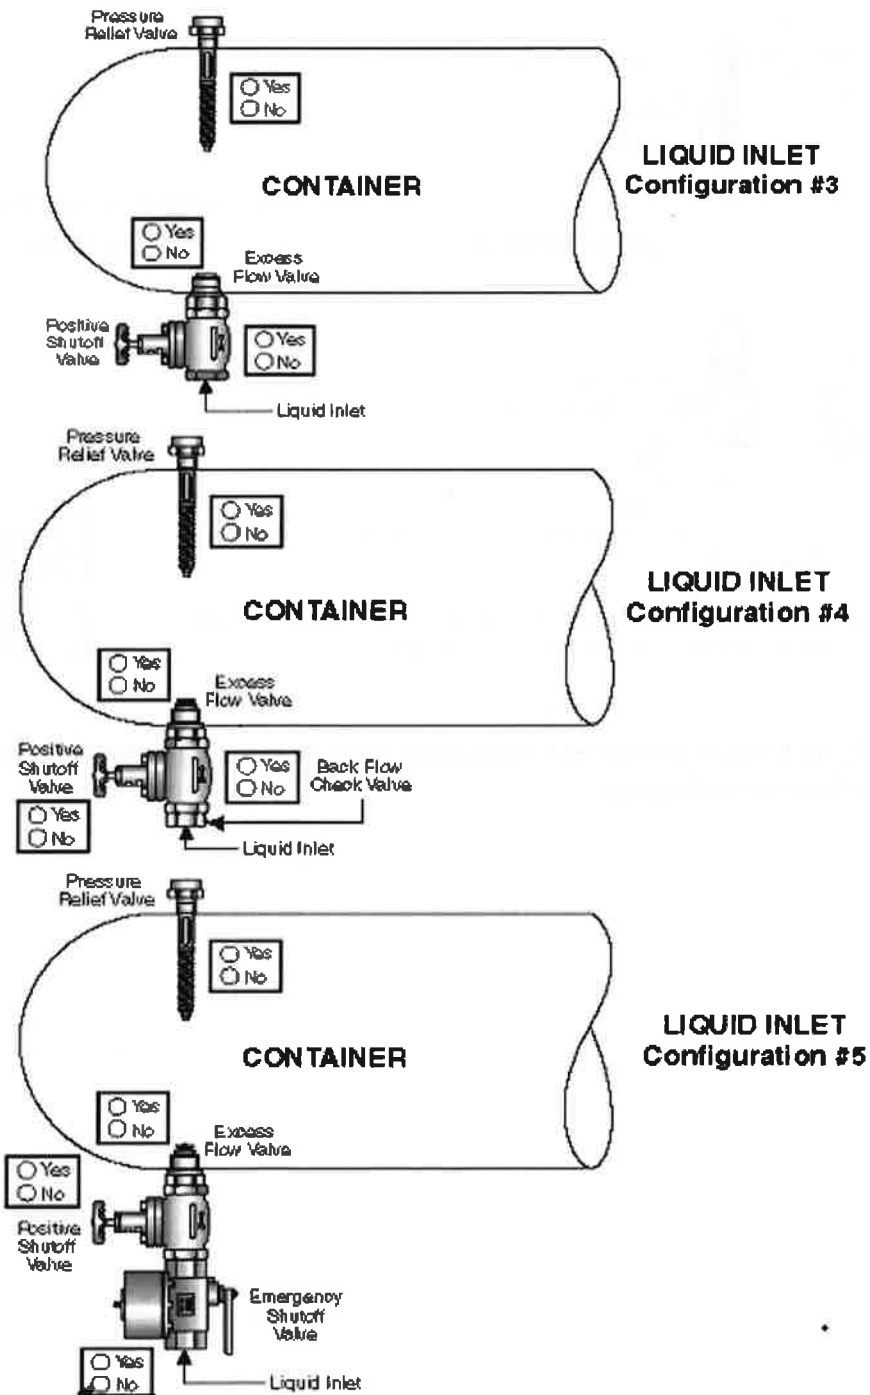 Pressure
Relief Valve
Yes
No
LIQUID INLET
Configuration #3
CONTAINER
Yes
No
Excess
Flow Valve
Positive
Shutoff
Valve
Yes
No
Liquid Inlet
Pressure
Relief Valve
Yes
No
LIQUID INLET
Configuration #4
CONTAINER
Yes
No
Excess
Flow Valve
Positive
Shutoff
Valve
Yes
No
Yes
No
Back Flow
Check Valve
Liquid Inlet
Pressure
Relief Valve
Yes
No
LIQUID INLET
Configuration #5
CONTAINER
Yes
No
Excess
Flow Valve
Yes
No
Positive
Shutoff
Valve
Emergency
Shutoff
Valve
Yes
No
Liquid Inlet